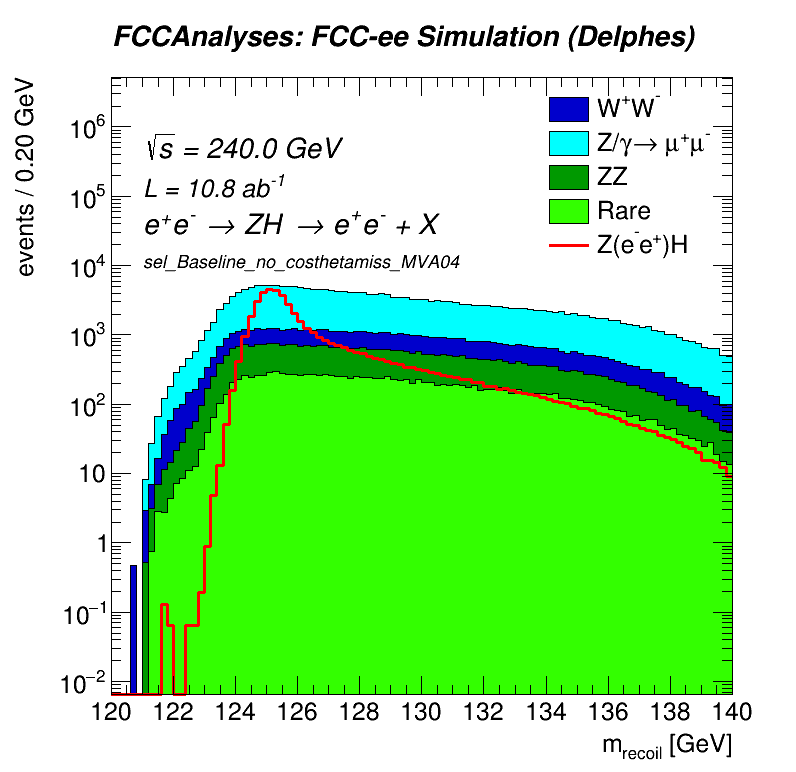 FCCAnalyses: FCC-ee Simulation (Delphes)
events / 0.20 GeV
√s = 240.0 GeV
L = 10.8 ab⁻¹
e⁺e⁻ → ZH → e⁺e⁻ + X
sel_Baseline_no_costhetamiss_MVA04
W⁺W⁻
Z/γ→ μ⁺μ⁻
ZZ
Rare
Z(e⁻e⁺)H
10⁶
10⁵
10⁴
10³
10²
10
1
10⁻¹
10⁻²
120 122 124 126 128 130 132 134 136 138 140
m_recoil [GeV]